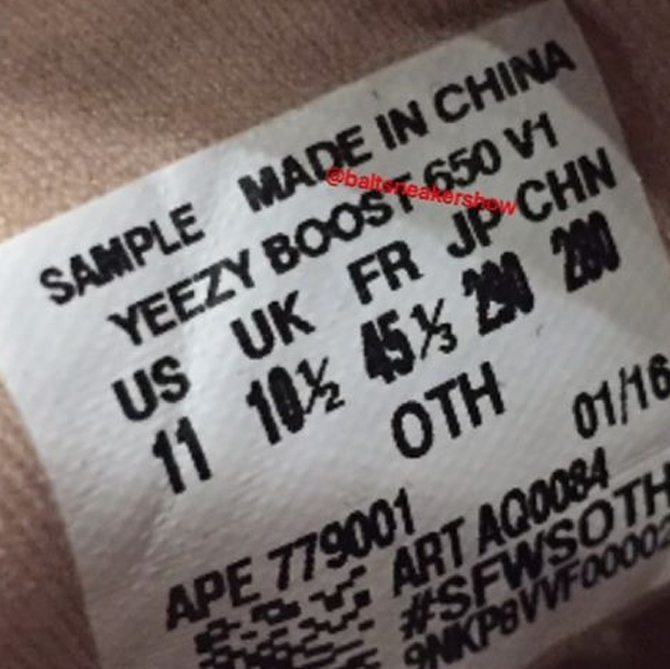 SAMPLE MADE IN CHINA
YEEZY BOOST 650 V1
@baltsneakershow
US UK FR JP CHN
11 10½ 45⅓ 290 280
OTH 01/16
APE 779001 ART AQ0084
#SFWSOTH
9NKP8VVF00002